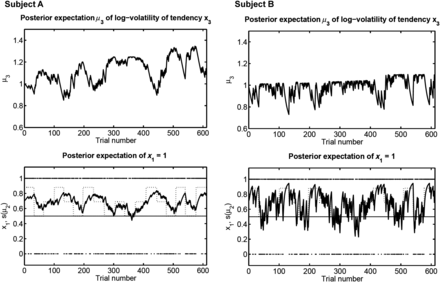 Subject A
Subject B
Posterior expectation μ3 of log-volatility of tendency x3
Posterior expectation μ3 of log-volatility of tendency x3
1.4
1.2
1
0.8
0.6
μ3
0 100 200 300 400 500 600
Trial number
1.4
1.2
1
0.8
0.6
μ3
0 100 200 300 400 500 600
Trial number
Posterior expectation of x1 = 1
Posterior expectation of x1 = 1
1
0.8
0.6
0.4
0.2
0
x1, s(μ2)
0 100 200 300 400 500 600
Trial number
1
0.8
0.6
0.4
0.2
0
x1, s(μ2)
0 100 200 300 400 500 600
Trial number